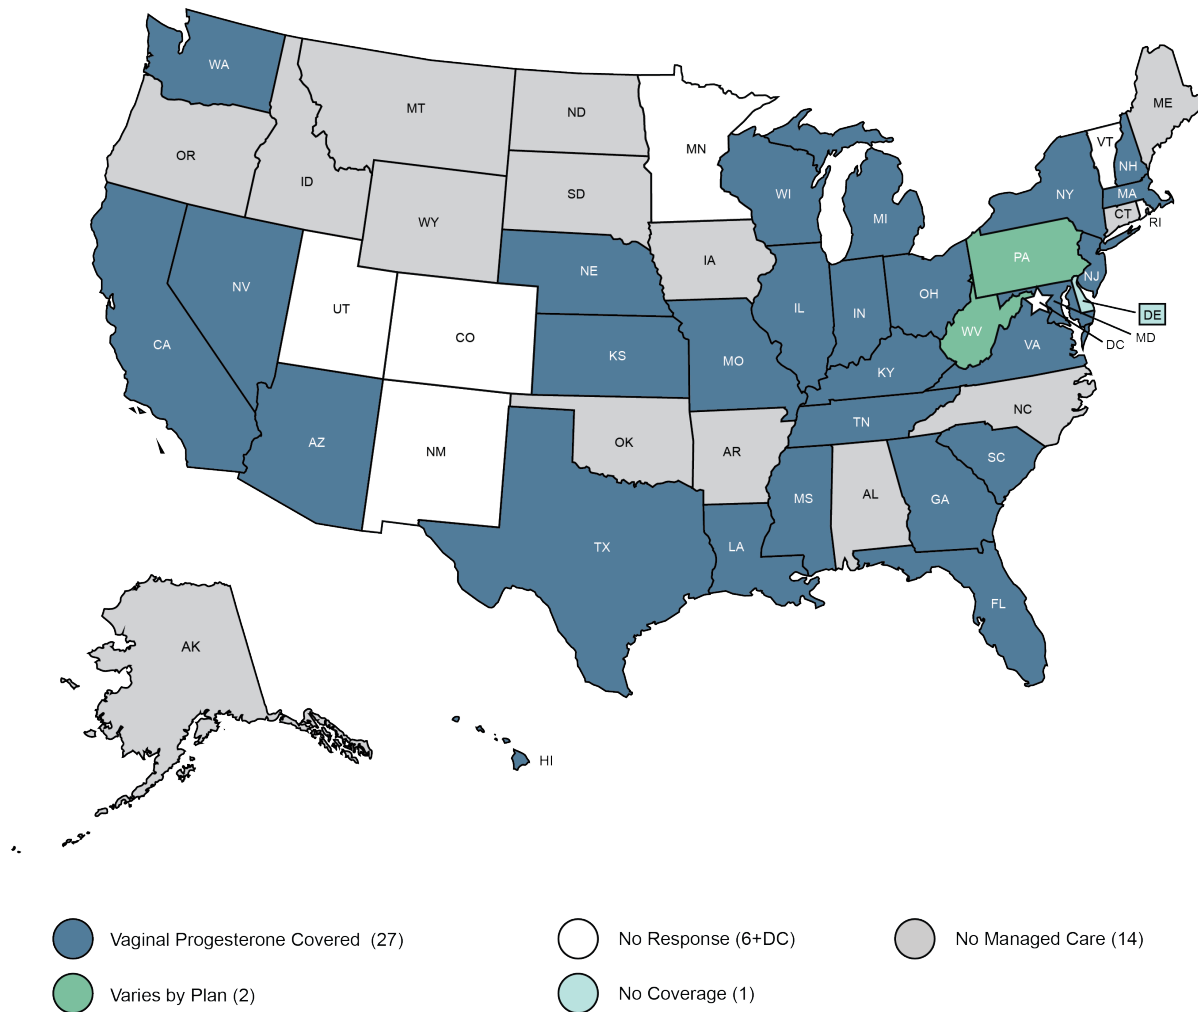 WA
MT
ND
MN
ME
OR
ID
SD
WI
MI
VT
NH
NY
MA
CT
RI
WY
IA
NE
PA
NJ
NV
UT
CO
IL
IN
OH
DE
MD
DC
WV
VA
CA
KS
MO
KY
NC
AZ
NM
OK
AR
TN
SC
MS
AL
GA
TX
LA
FL
AK
HI
Vaginal Progesterone Covered (27)
No Response (6+DC)
No Managed Care (14)
Varies by Plan (2)
No Coverage (1)